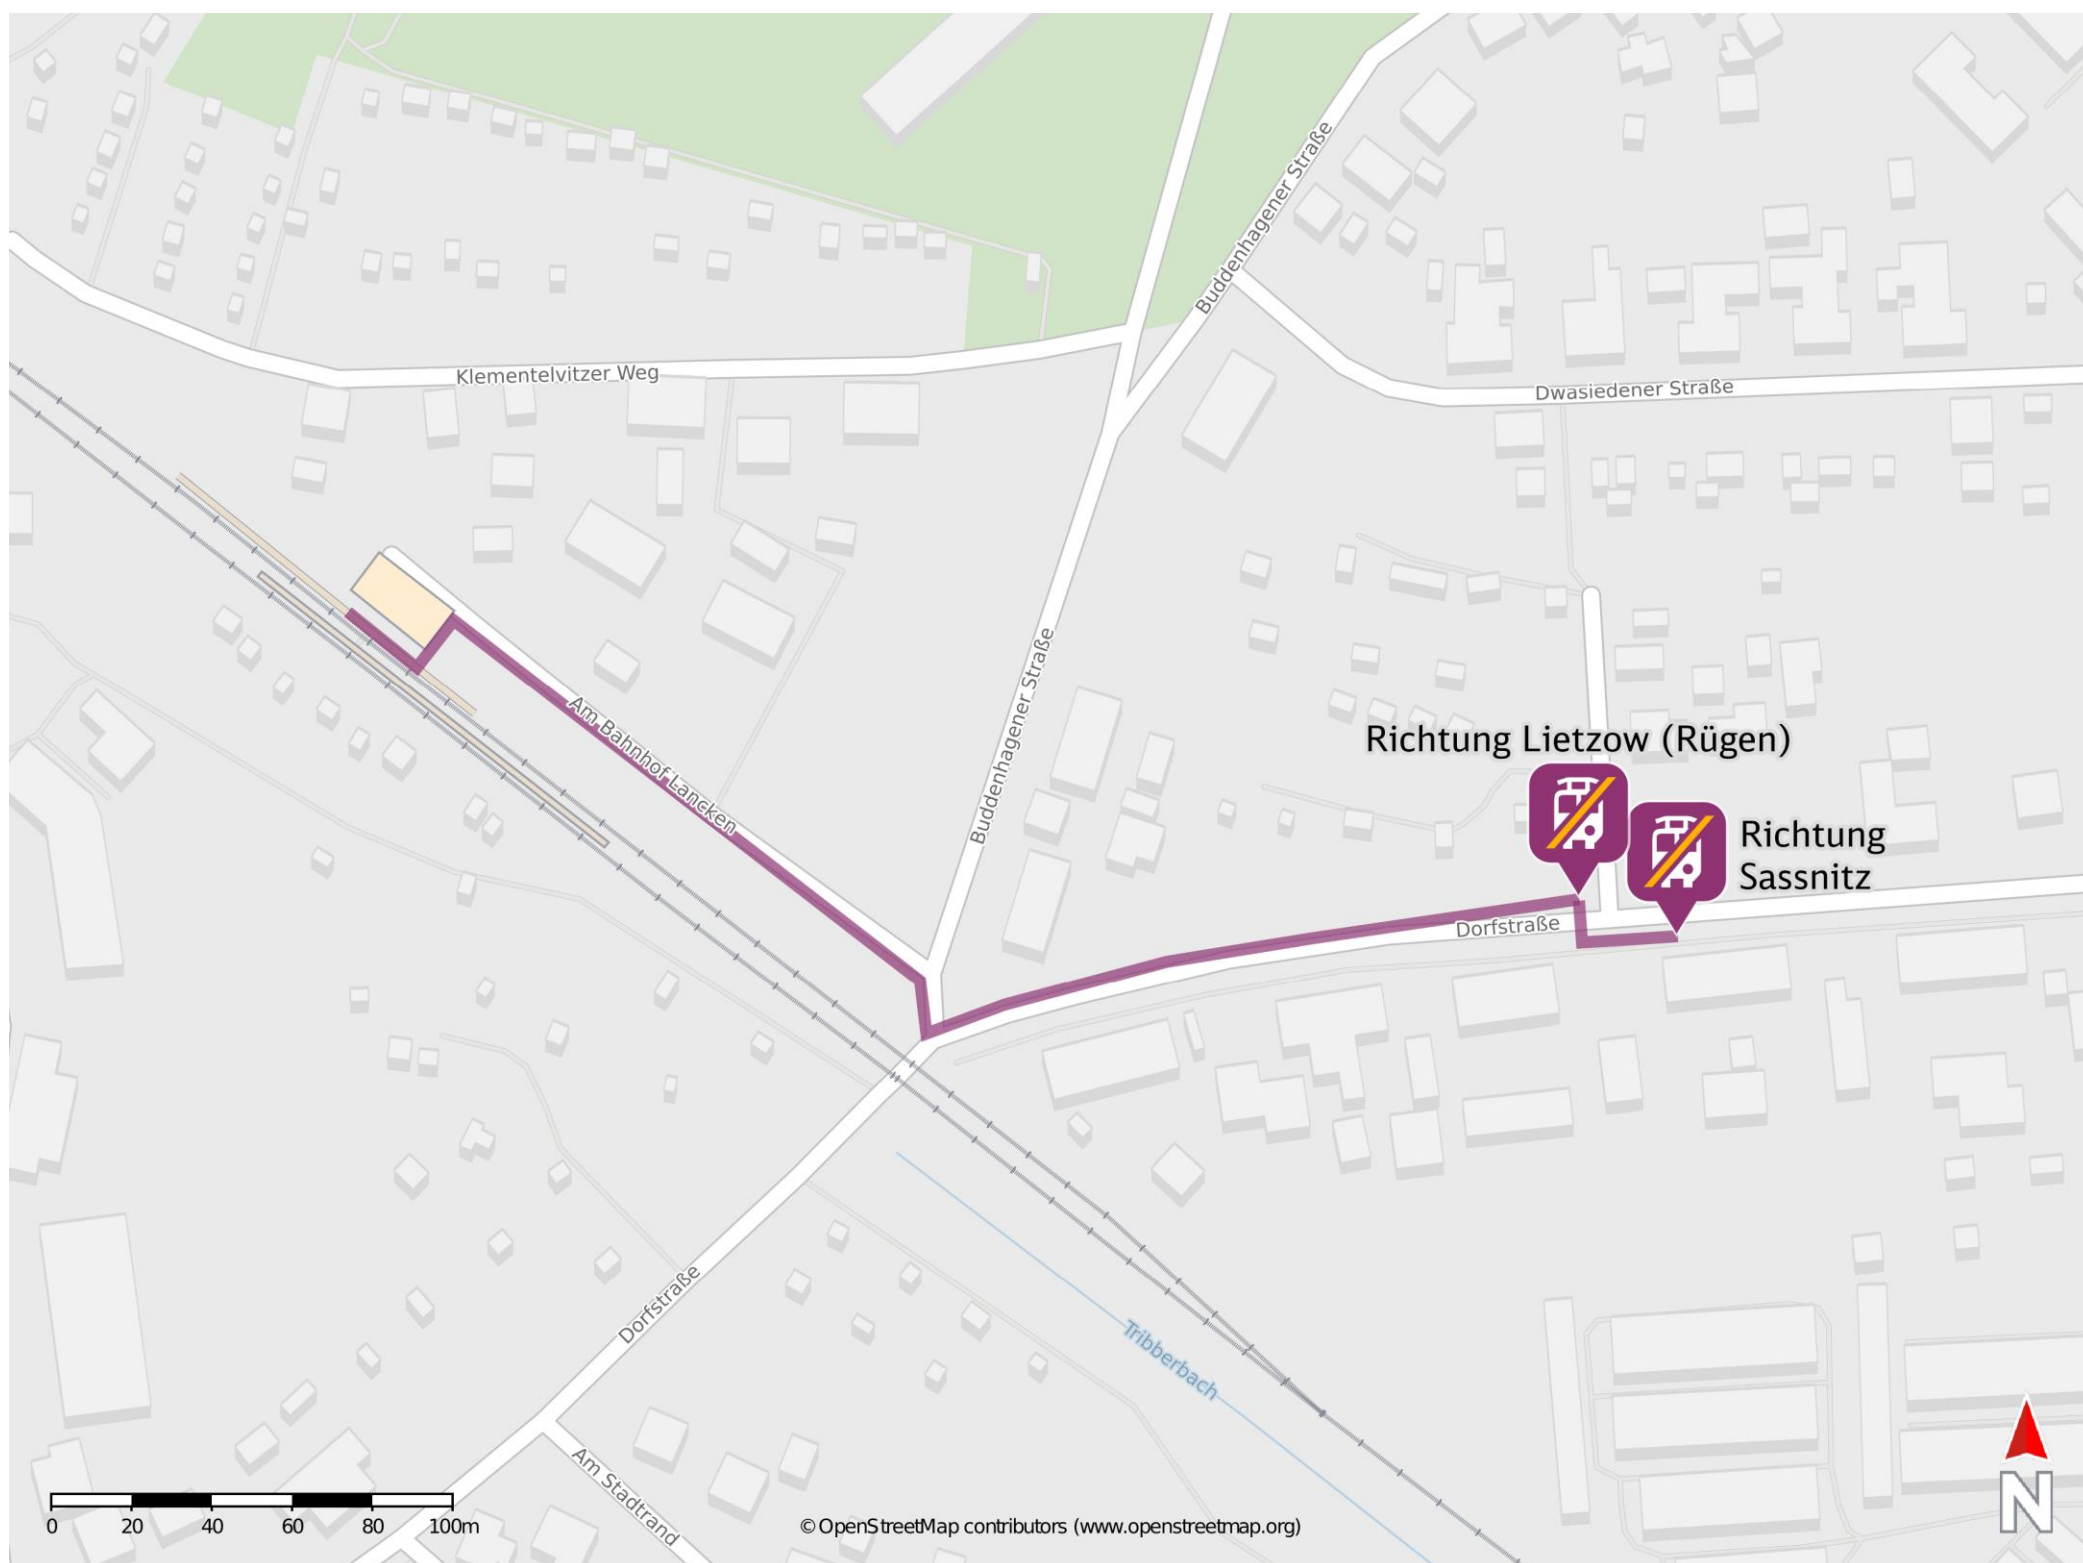 Buddenhagener Straße
Klementelvitzer Weg
Dwasiedener Straße
Buddenhagener Straße
Am Bahnhof Lancken
Richtung Lietzow (Rügen)
Richtung
Sassnitz
Dorfstraße
Dorfstraße
Tribberbach
Am Stadtrand
0 20 40 60 80 100m
© OpenStreetMap contributors (www.openstreetmap.org)
N